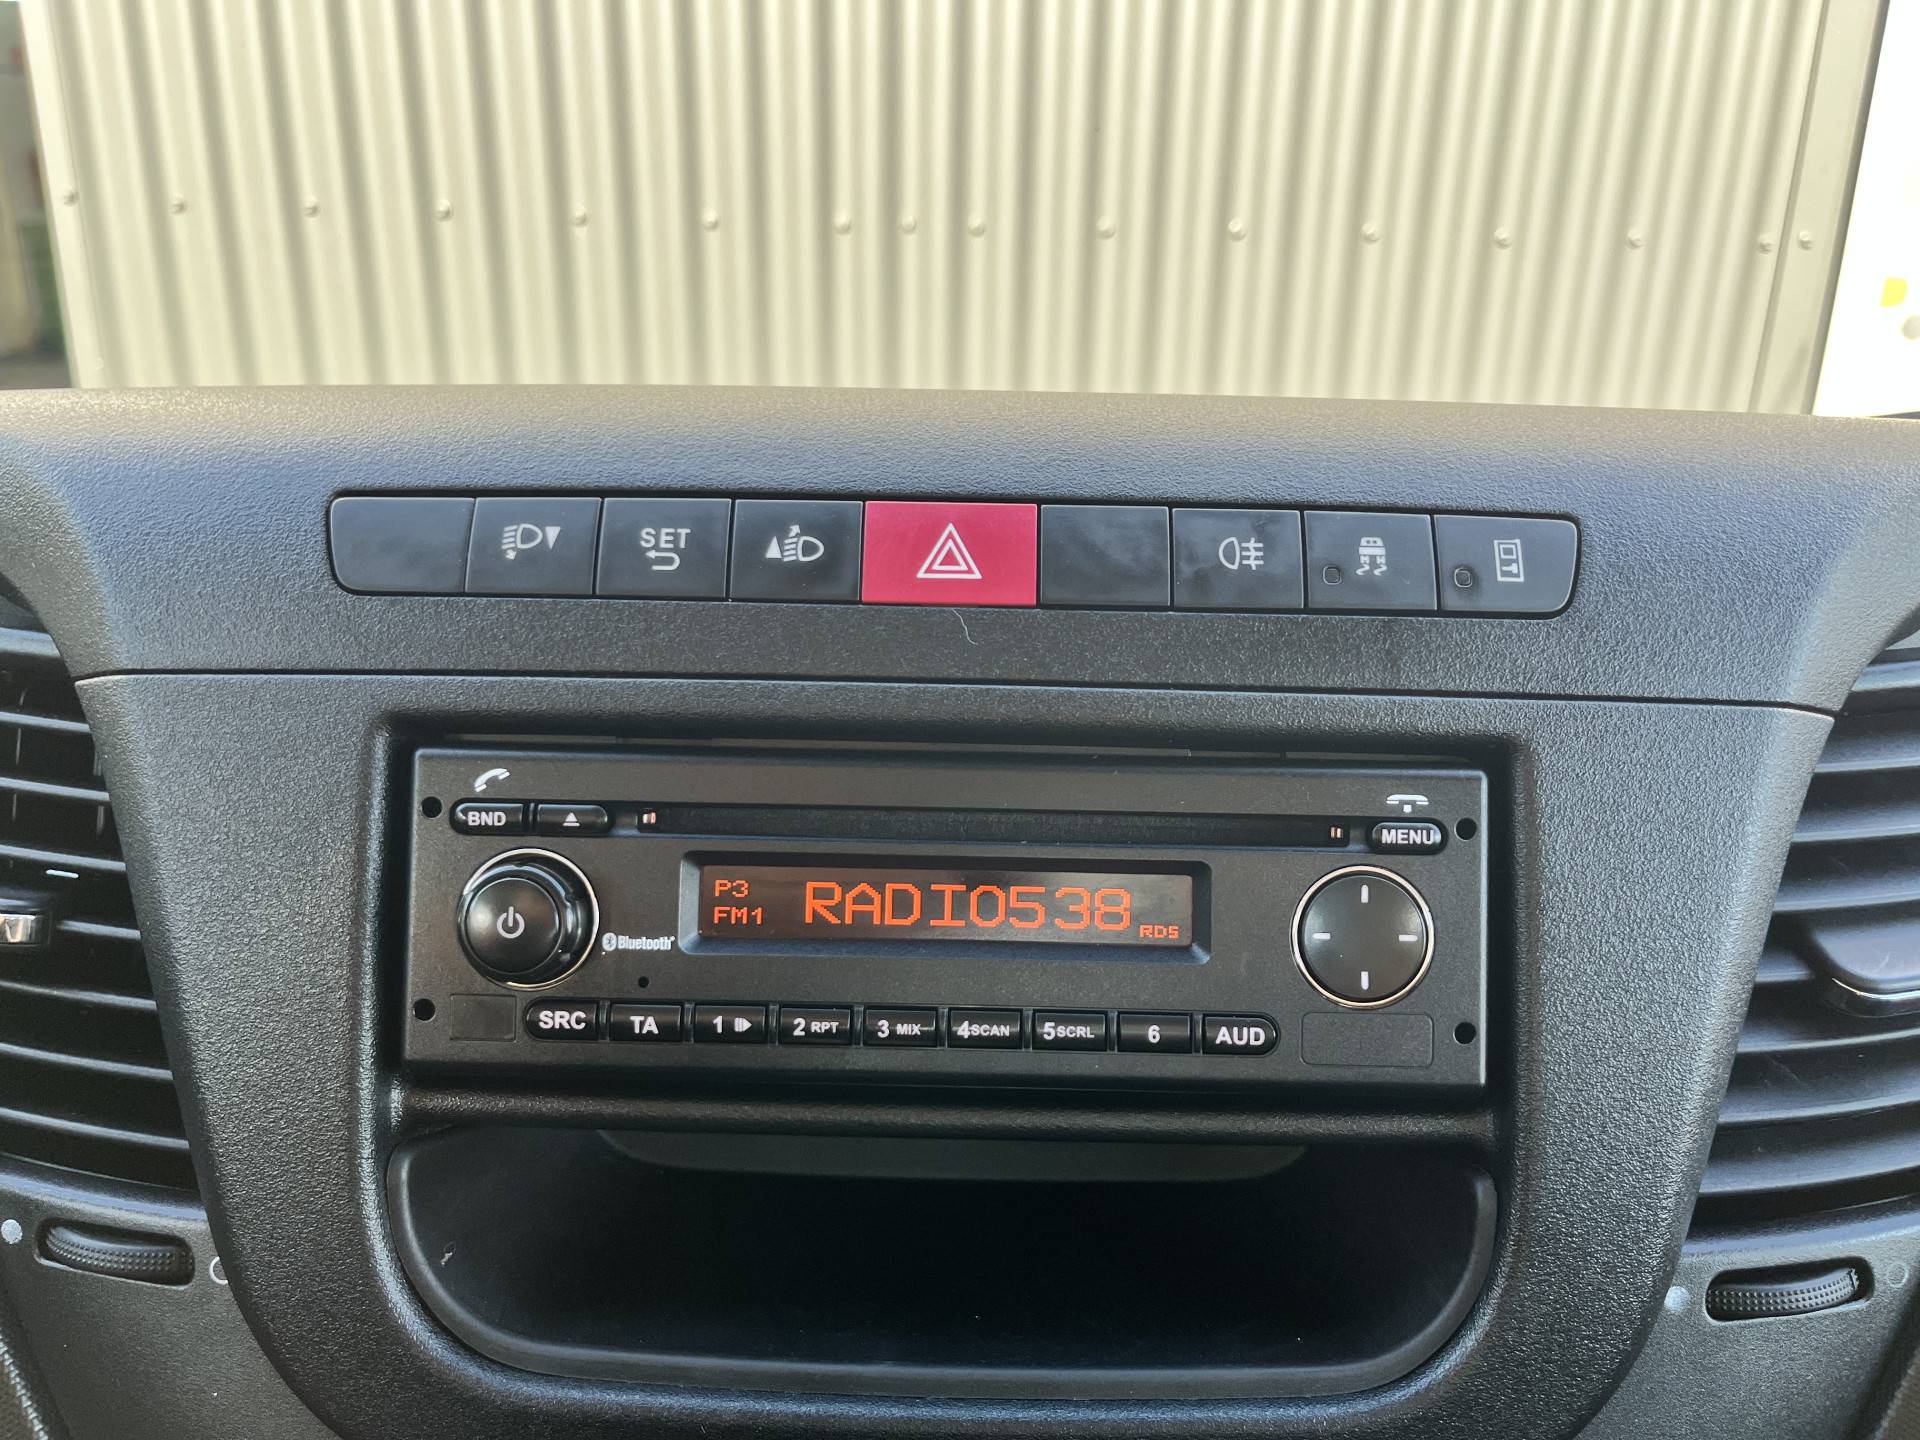 SET
BND
MENU
P3
FM1
RADIO538
RDS
Bluetooth®
SRC
TA
1
2 RPT
3 MIX
4SCAN
5SCRL
6
AUD